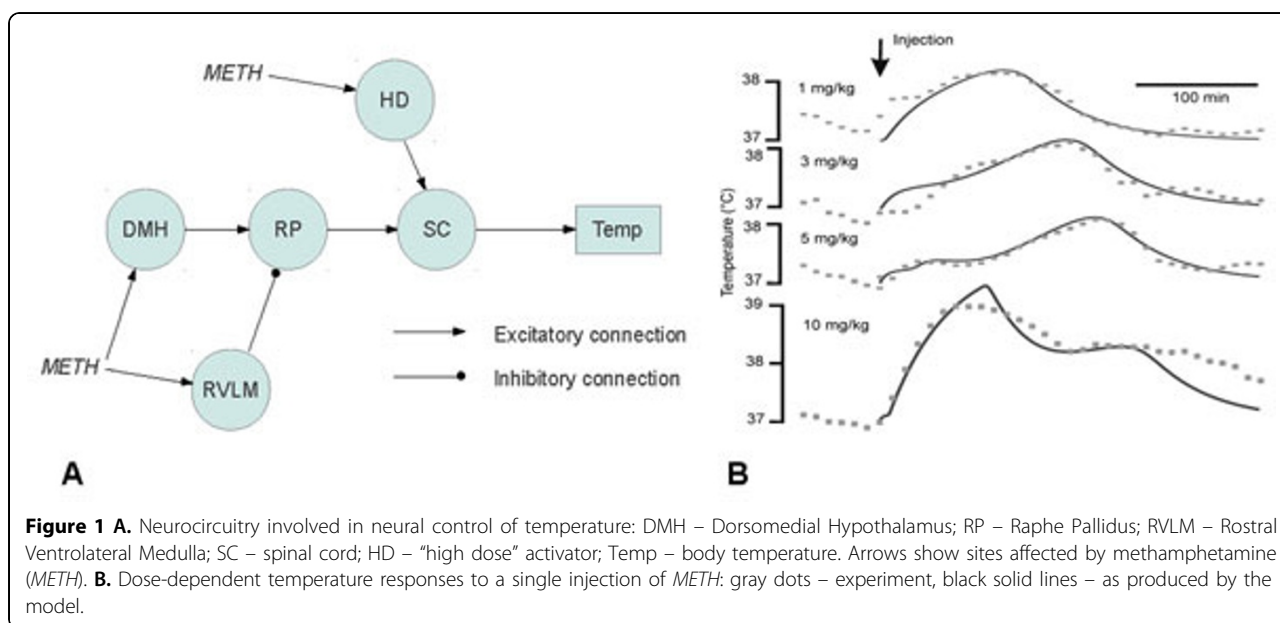 METH
HD
DMH
RP
SC
Temp
METH
RVLM
Excitatory connection
Inhibitory connection
A
Injection
100 min
Temperature (°C)
38
1 mg/kg
37
38
3 mg/kg
37
38
5 mg/kg
37
39
10 mg/kg
38
37
B
Figure 1 A. Neurocircuitry involved in neural control of temperature: DMH – Dorsomedial Hypothalamus; RP – Raphe Pallidus; RVLM – Rostral
Ventrolateral Medulla; SC – spinal cord; HD – “high dose” activator; Temp – body temperature. Arrows show sites affected by methamphetamine
(METH). B. Dose-dependent temperature responses to a single injection of METH: gray dots – experiment, black solid lines – as produced by the
model.